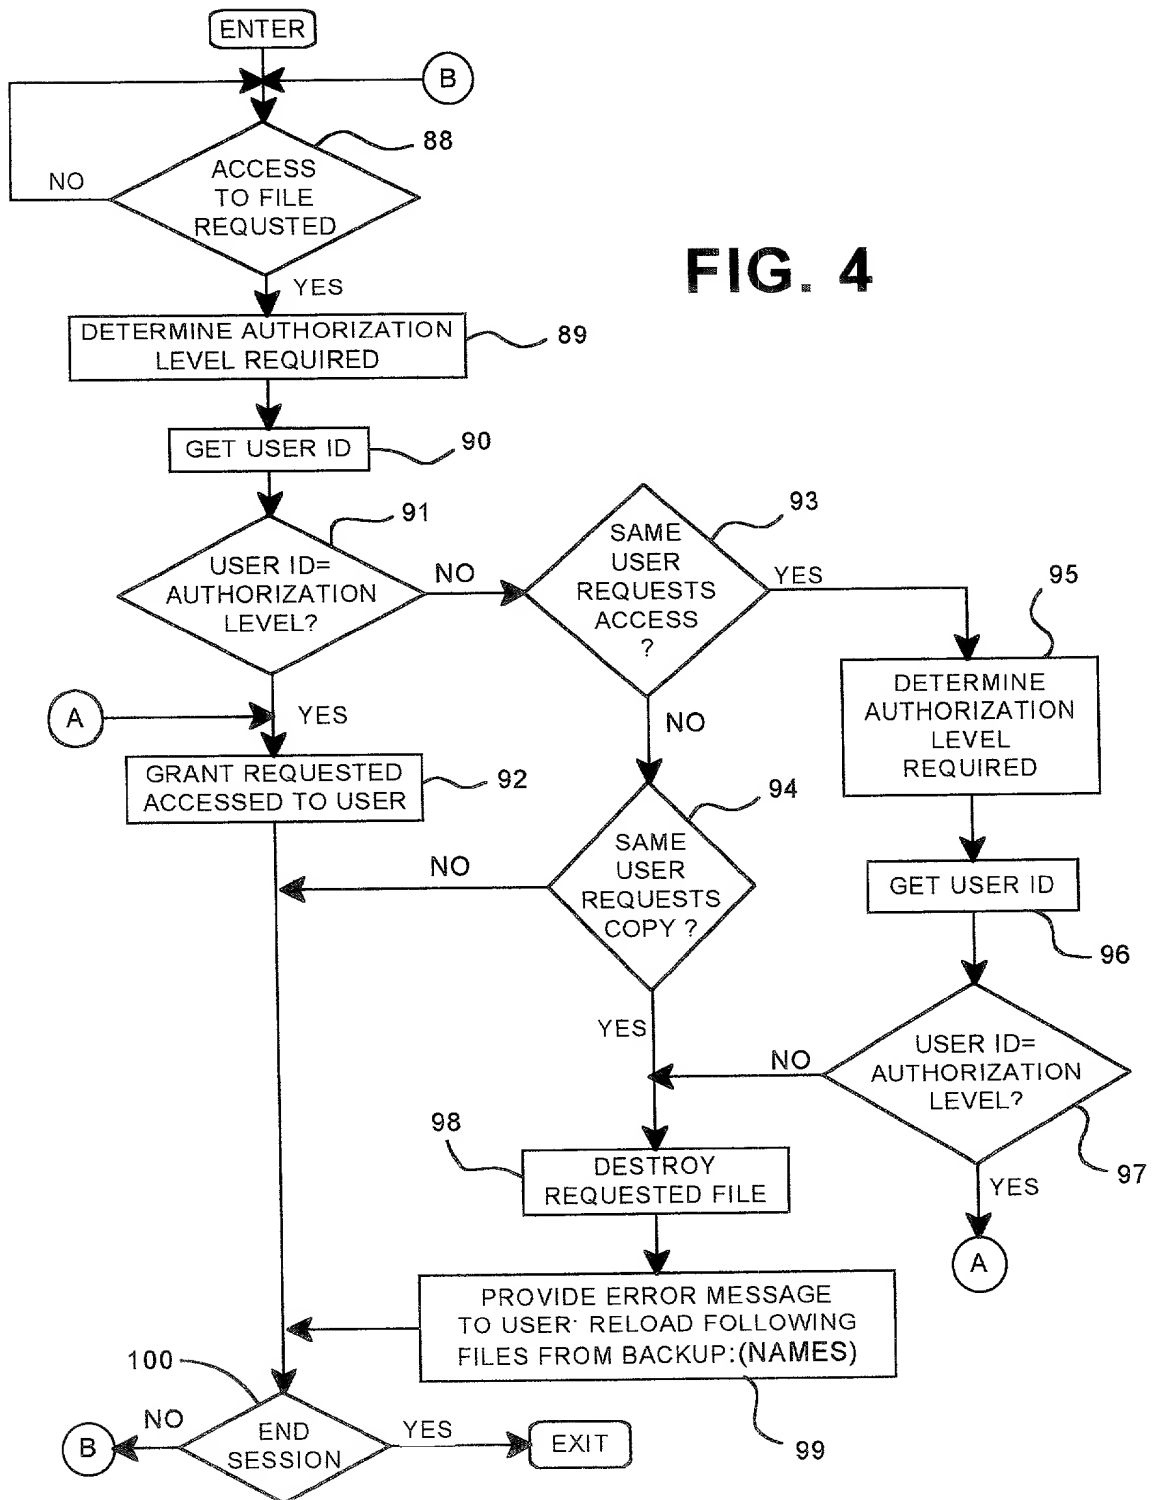 ENTER
B
88
ACCESS
TO FILE
REQUSTED
NO
FIG. 4
YES
DETERMINE AUTHORIZATION
LEVEL REQUIRED
89
GET USER ID
90
91
USER ID=
AUTHORIZATION
LEVEL?
NO
93
SAME
USER
REQUESTS
ACCESS
?
YES
95
DETERMINE
AUTHORIZATION
LEVEL
REQUIRED
A
YES
NO
GRANT REQUESTED
ACCESSED TO USER
92
94
SAME
USER
REQUESTS
COPY ?
NO
GET USER ID
96
YES
NO
USER ID=
AUTHORIZATION
LEVEL?
97
98
DESTROY
REQUESTED FILE
YES
A
PROVIDE ERROR MESSAGE
TO USER· RELOAD FOLLOWING
FILES FROM BACKUP:(NAMES)
99
100
NO
B
END
SESSION
YES
EXIT